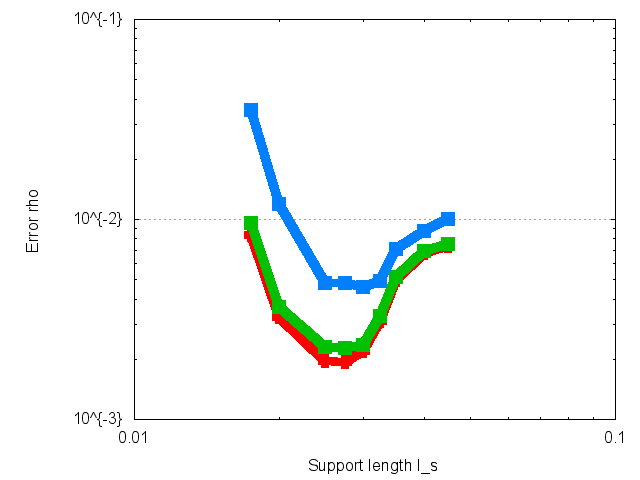 10^{-1}
Error rho
10^{-2}
10^{-3}
0.01
0.1
Support length l_s